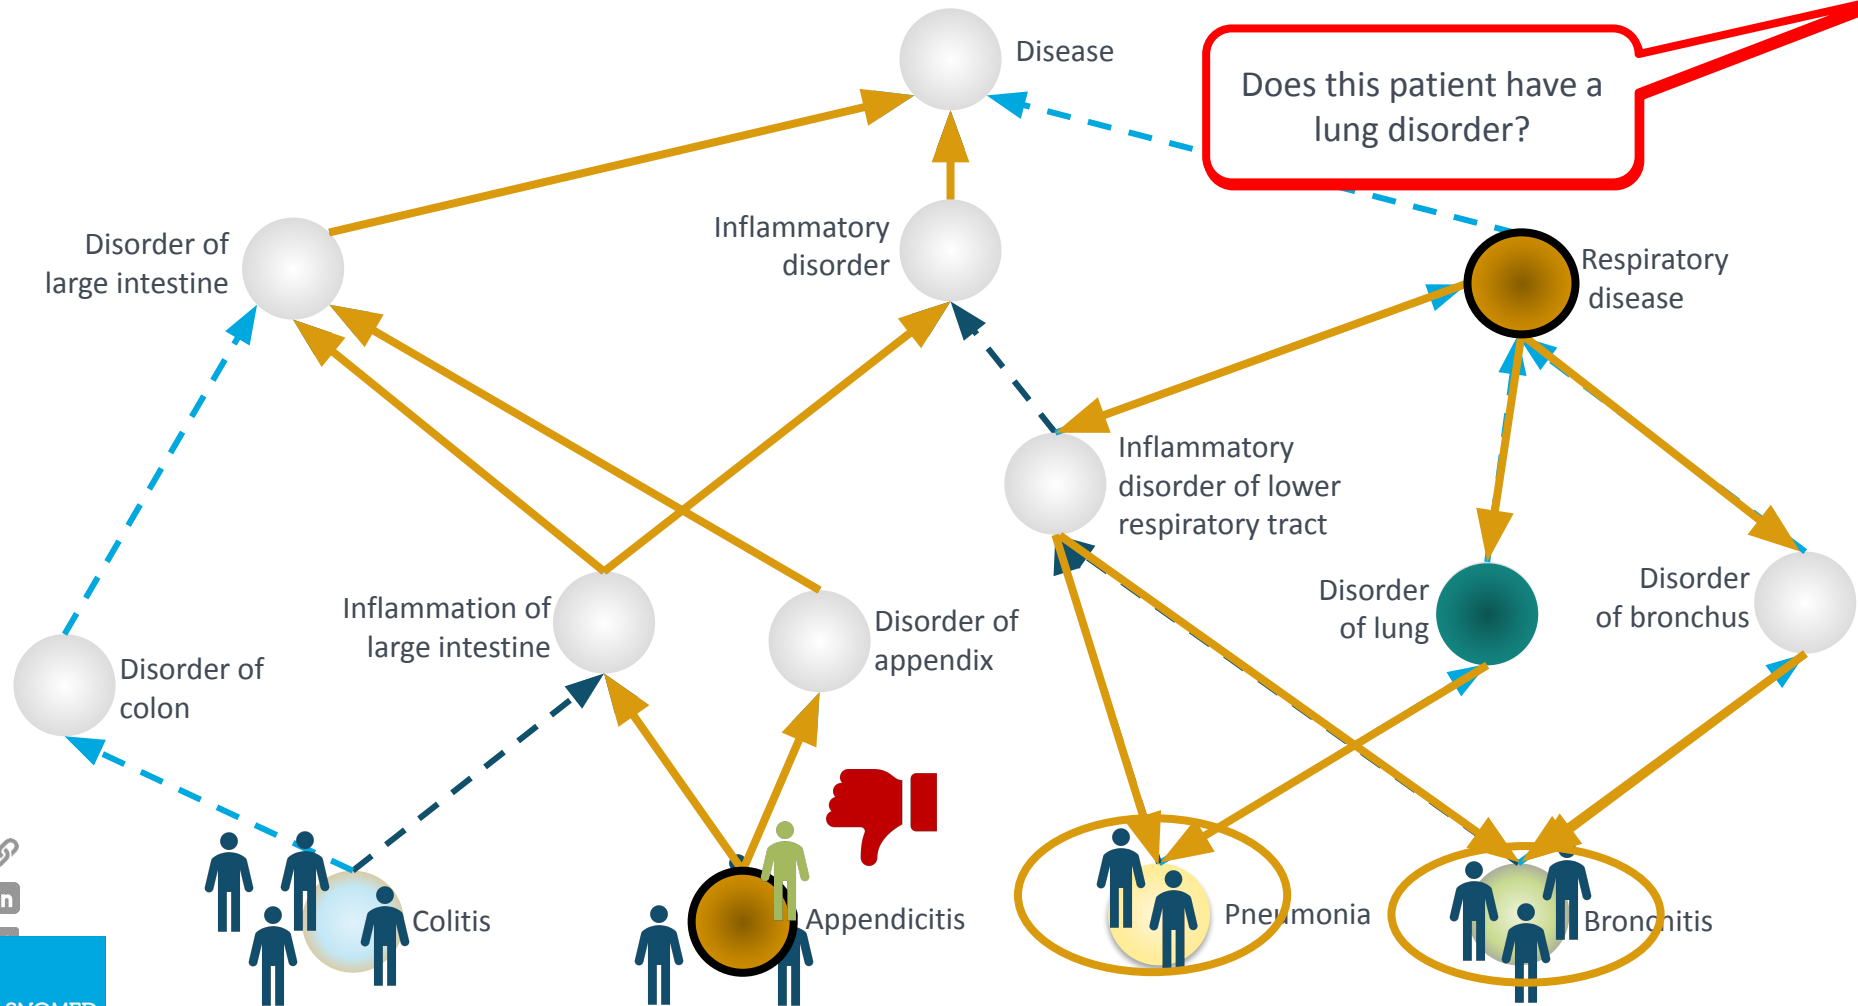 Disease
Does this patient have a
lung disorder?
Disorder of
large intestine
Inflammatory
disorder
Respiratory
disease
Inflammatory
disorder of lower
respiratory tract
Disorder
of lung
Disorder
of bronchus
Inflammation of
large intestine
Disorder of
appendix
Disorder of
colon
Colitis
Appendicitis
Pneumonia
Bronchitis
n
SNOMED